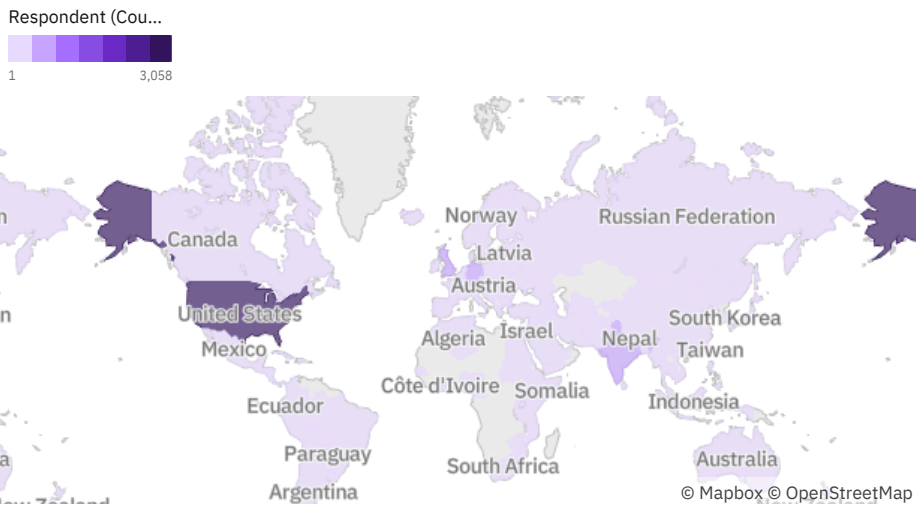 Respondent (Cou...
1 3,058
Norway
Russian Federation
Canada
Latvia
Austria
United States
South Korea
Israel
Algeria
Nepal
Mexico
Taiwan
Côte d'Ivoire
Somalia
Indonesia
Ecuador
Paraguay
Australia
South Africa
Argentina
© Mapbox © OpenStreetMap